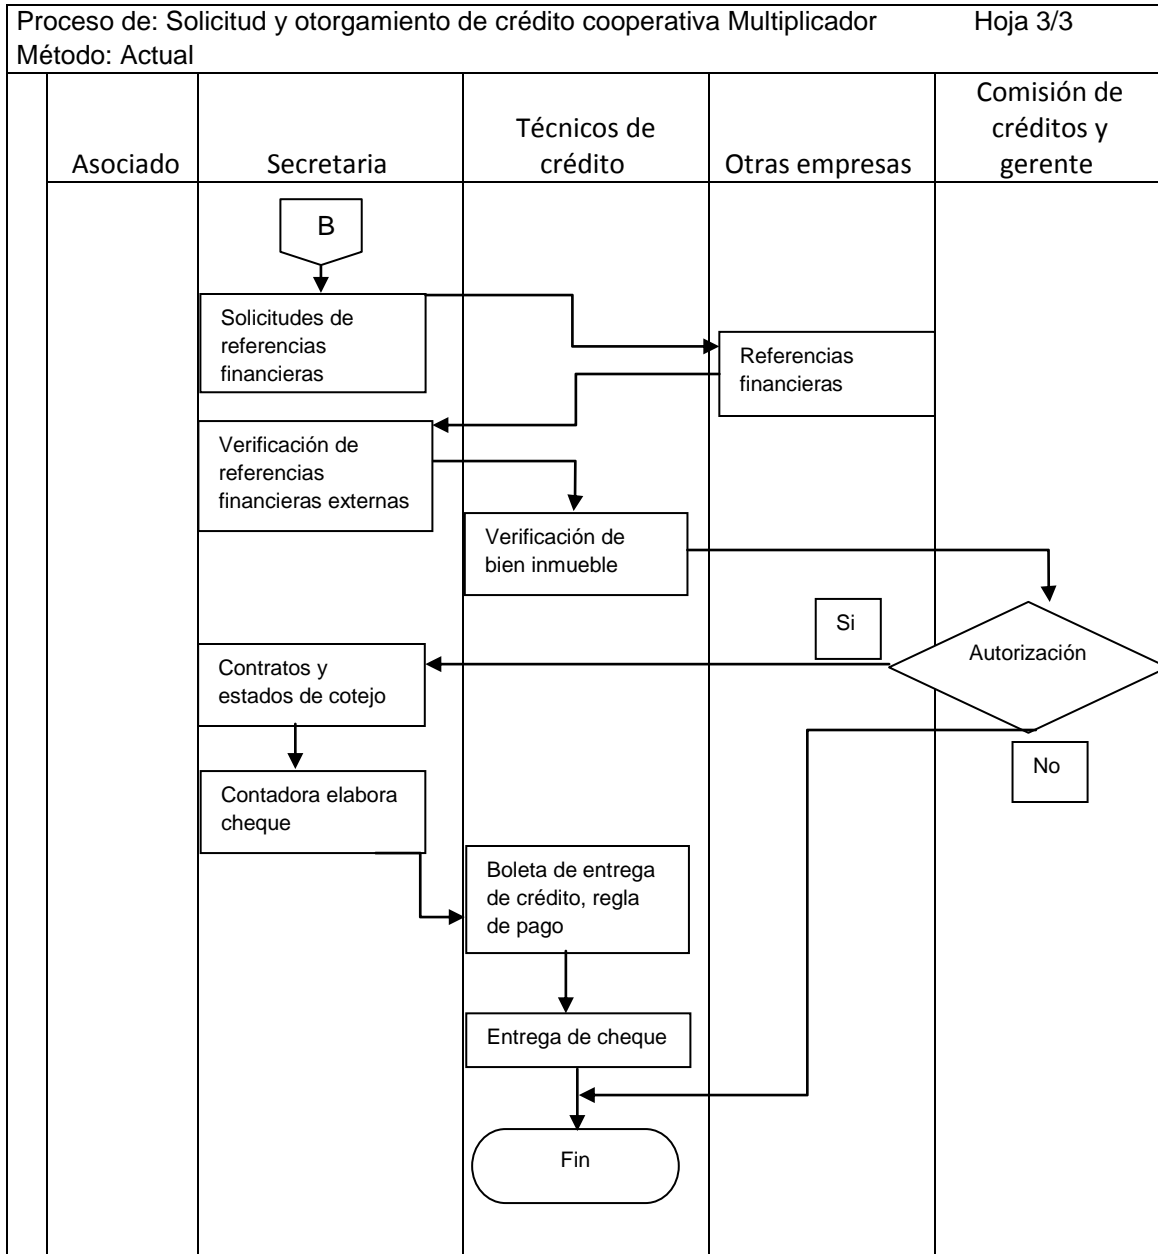 Proceso de: Solicitud y otorgamiento de crédito cooperativa Multiplicador Hoja 3/3
Método: Actual
Asociado
Secretaria
Técnicos de
crédito
Otras empresas
Comisión de
créditos y
gerente
B
Solicitudes de
referencias
financieras
Referencias
financieras
Verificación de
referencias
financieras externas
Verificación de
bien inmueble
Si
Autorización
Contratos y
estados de cotejo
No
Contadora elabora
cheque
Boleta de entrega
de crédito, regla
de pago
Entrega de cheque
Fin